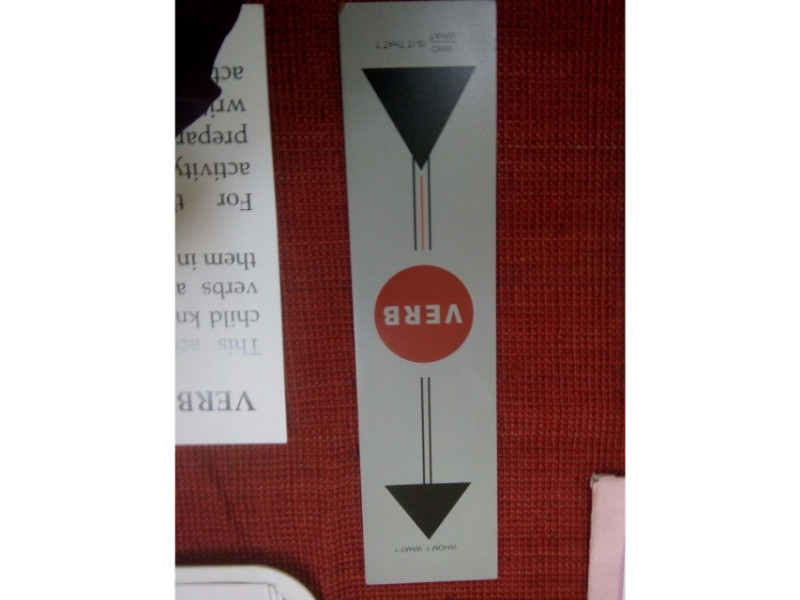 WHOM ? WHAT ?
VERB
WHO
WHAT
IS IT THAT ?
VERB
This ac
child kn
verbs a
them in
For t
activity
prepar
writ
act